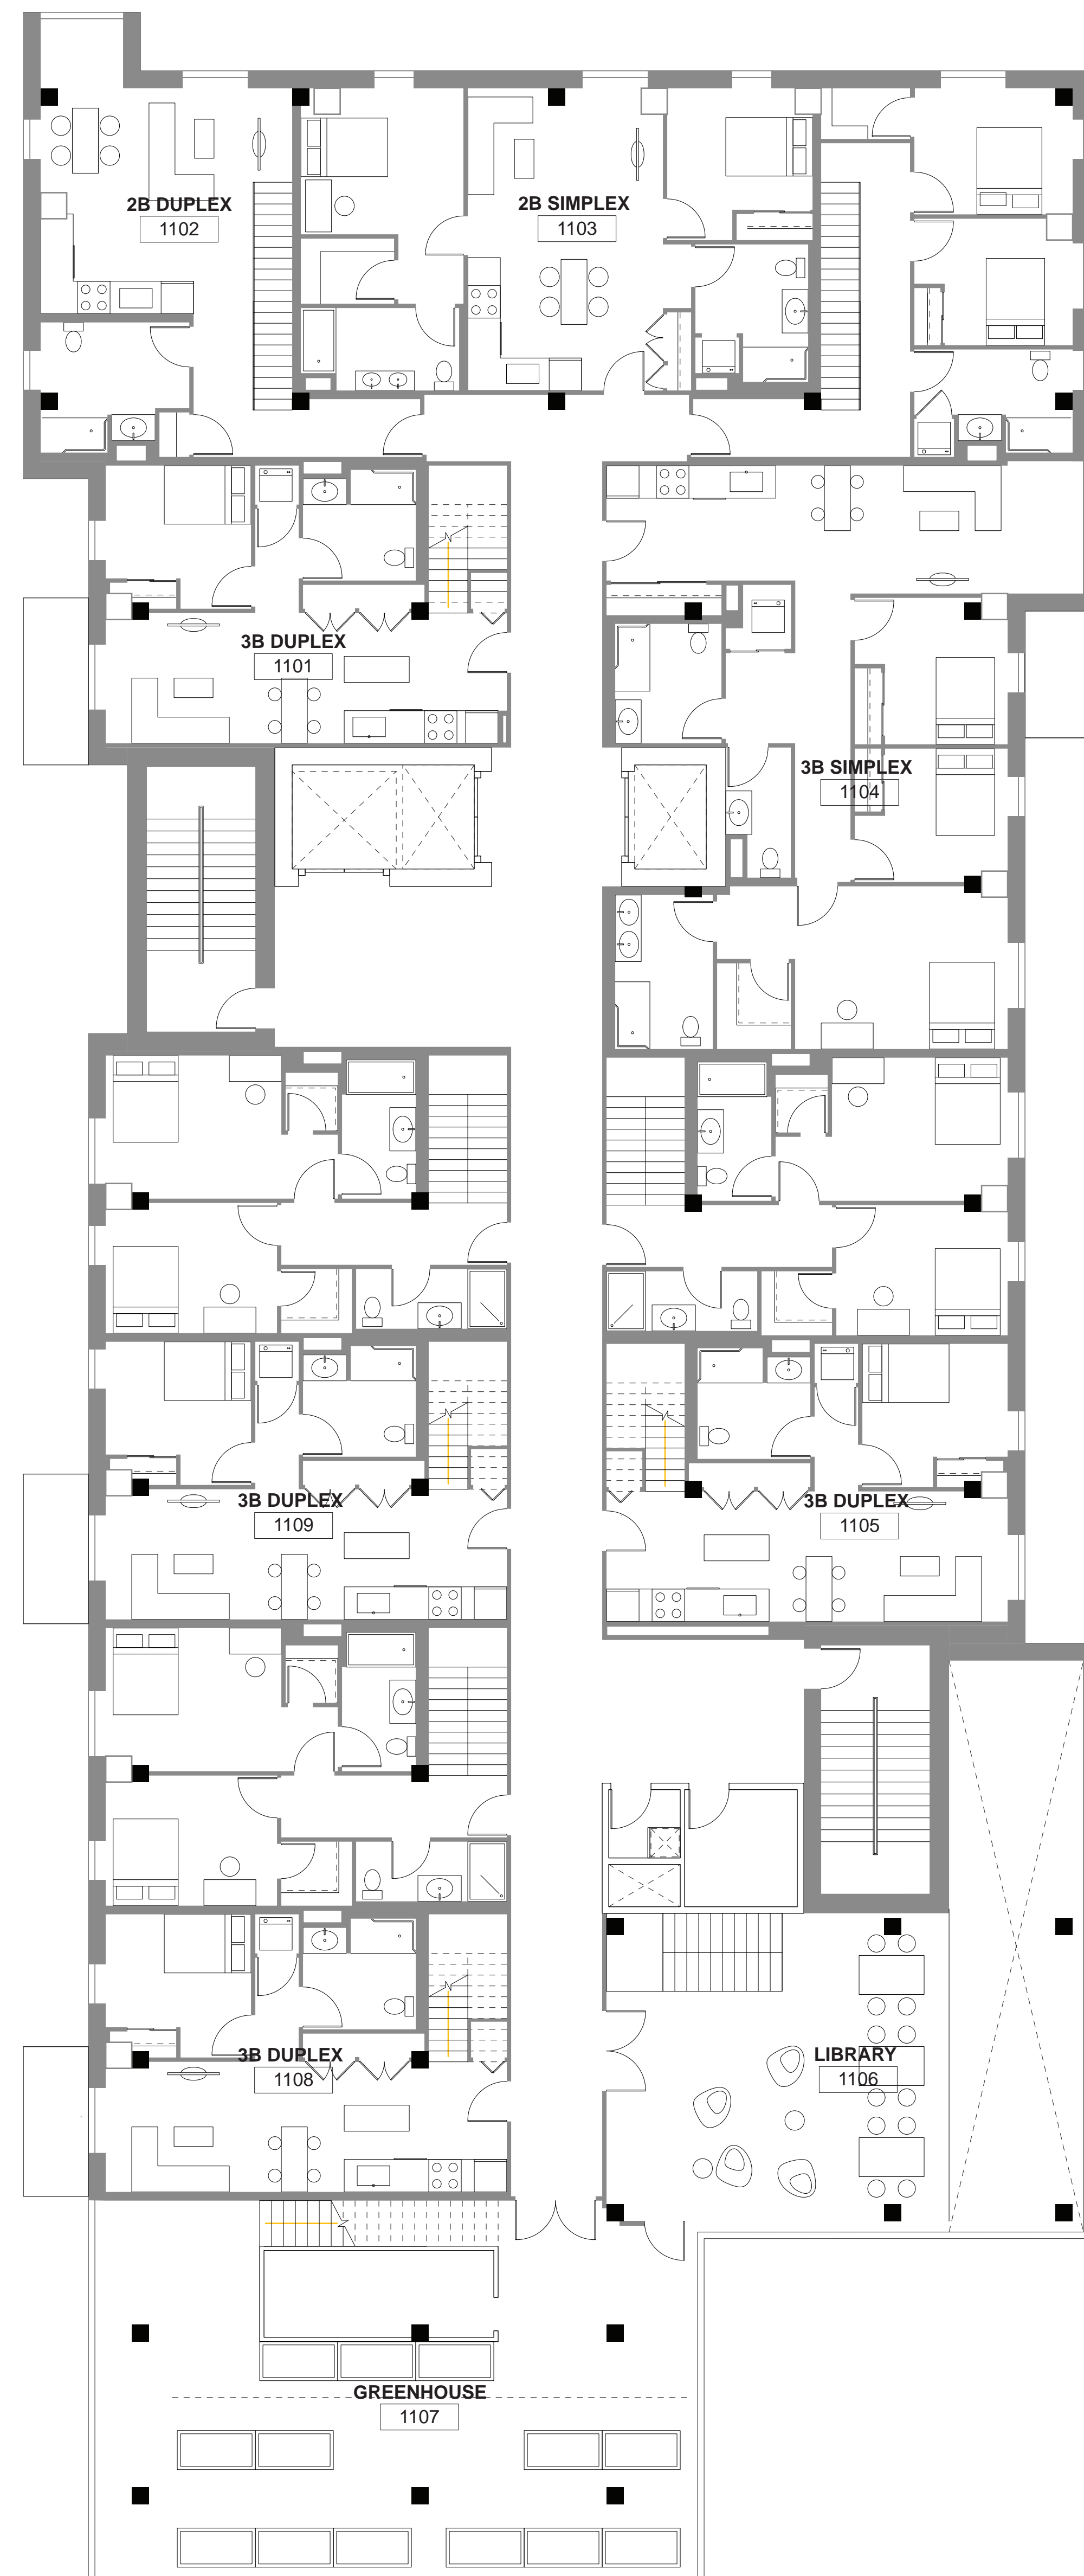 2B DUPLEX
1102
2B SIMPLEX
1103
3B DUPLEX
1101
3B SIMPLEX
1104
3B DUPLEX
1109
3B DUPLEX
1105
3B DUPLEX
1108
LIBRARY
1106
GREENHOUSE
1107